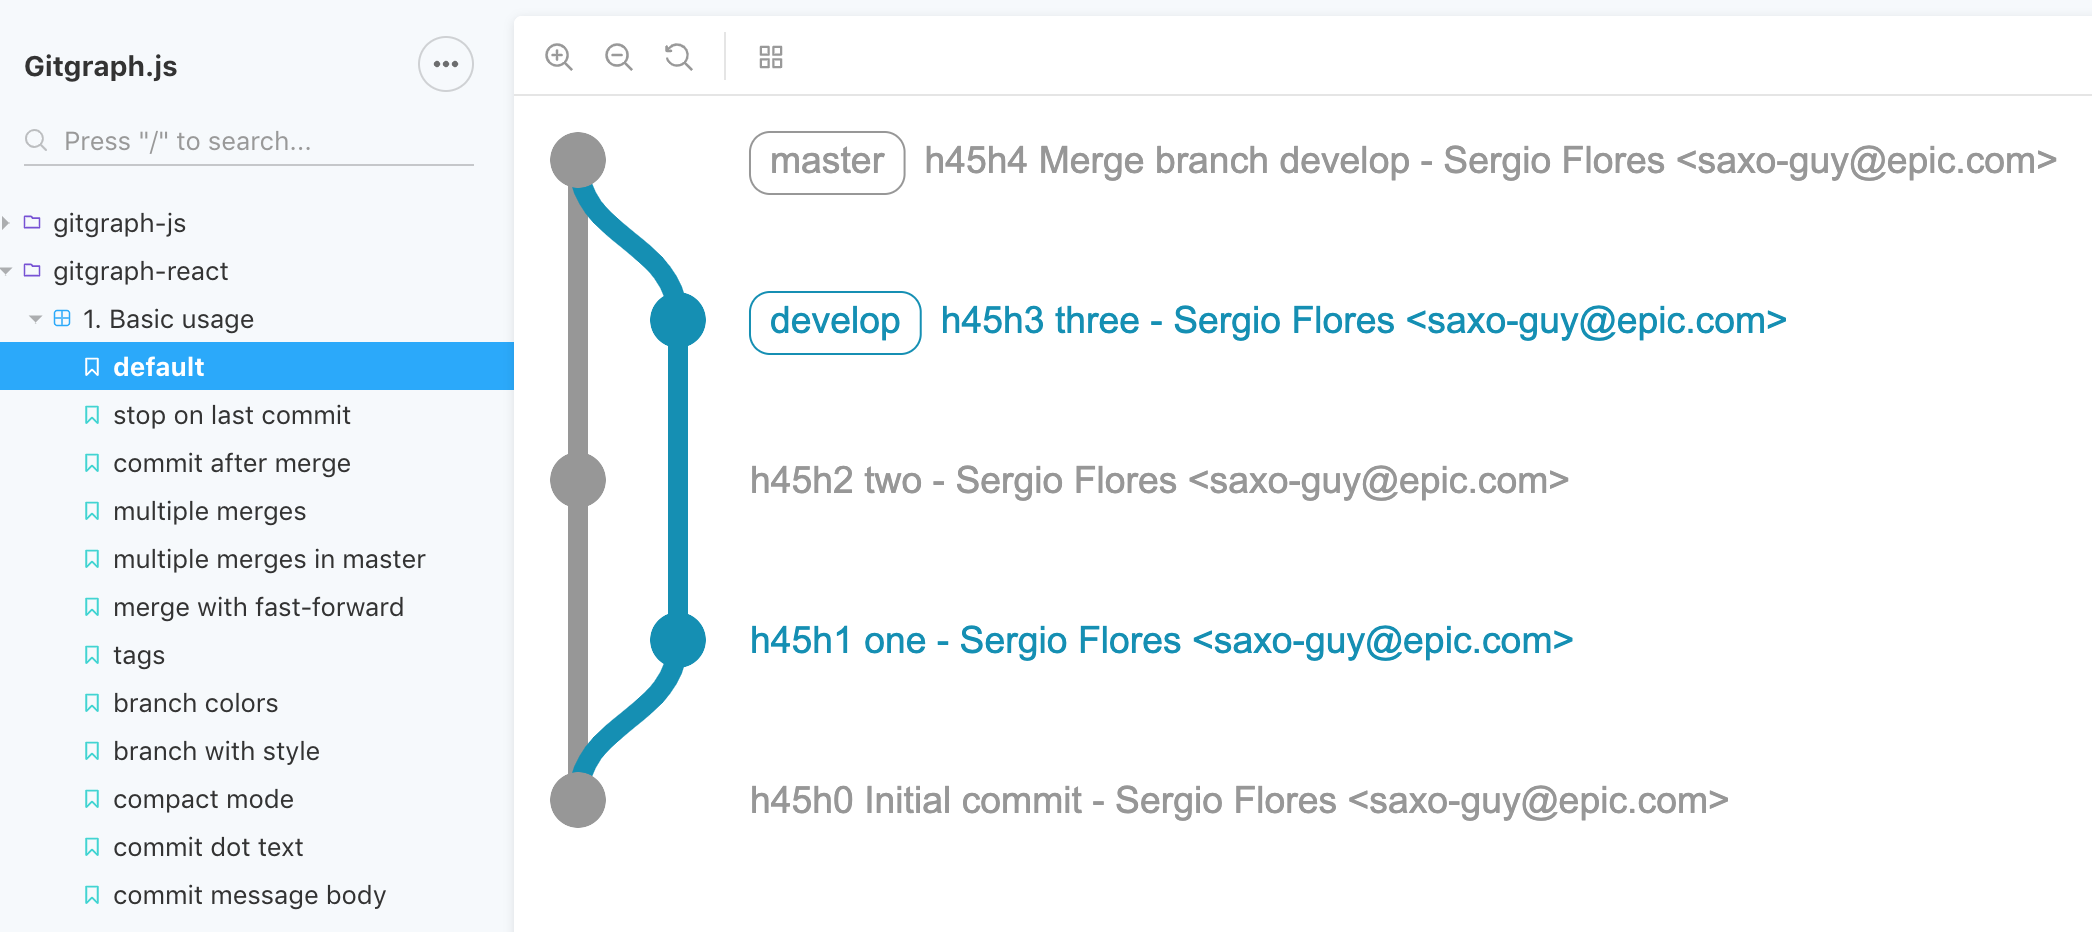 Gitgraph.js
Press "/" to search...
gitgraph-js
gitgraph-react
1. Basic usage
default
stop on last commit
commit after merge
multiple merges
multiple merges in master
merge with fast-forward
tags
branch colors
branch with style
compact mode
commit dot text
commit message body
master h45h4 Merge branch develop - Sergio Flores <saxo-guy@epic.com>
develop h45h3 three - Sergio Flores <saxo-guy@epic.com>
h45h2 two - Sergio Flores <saxo-guy@epic.com>
h45h1 one - Sergio Flores <saxo-guy@epic.com>
h45h0 Initial commit - Sergio Flores <saxo-guy@epic.com>